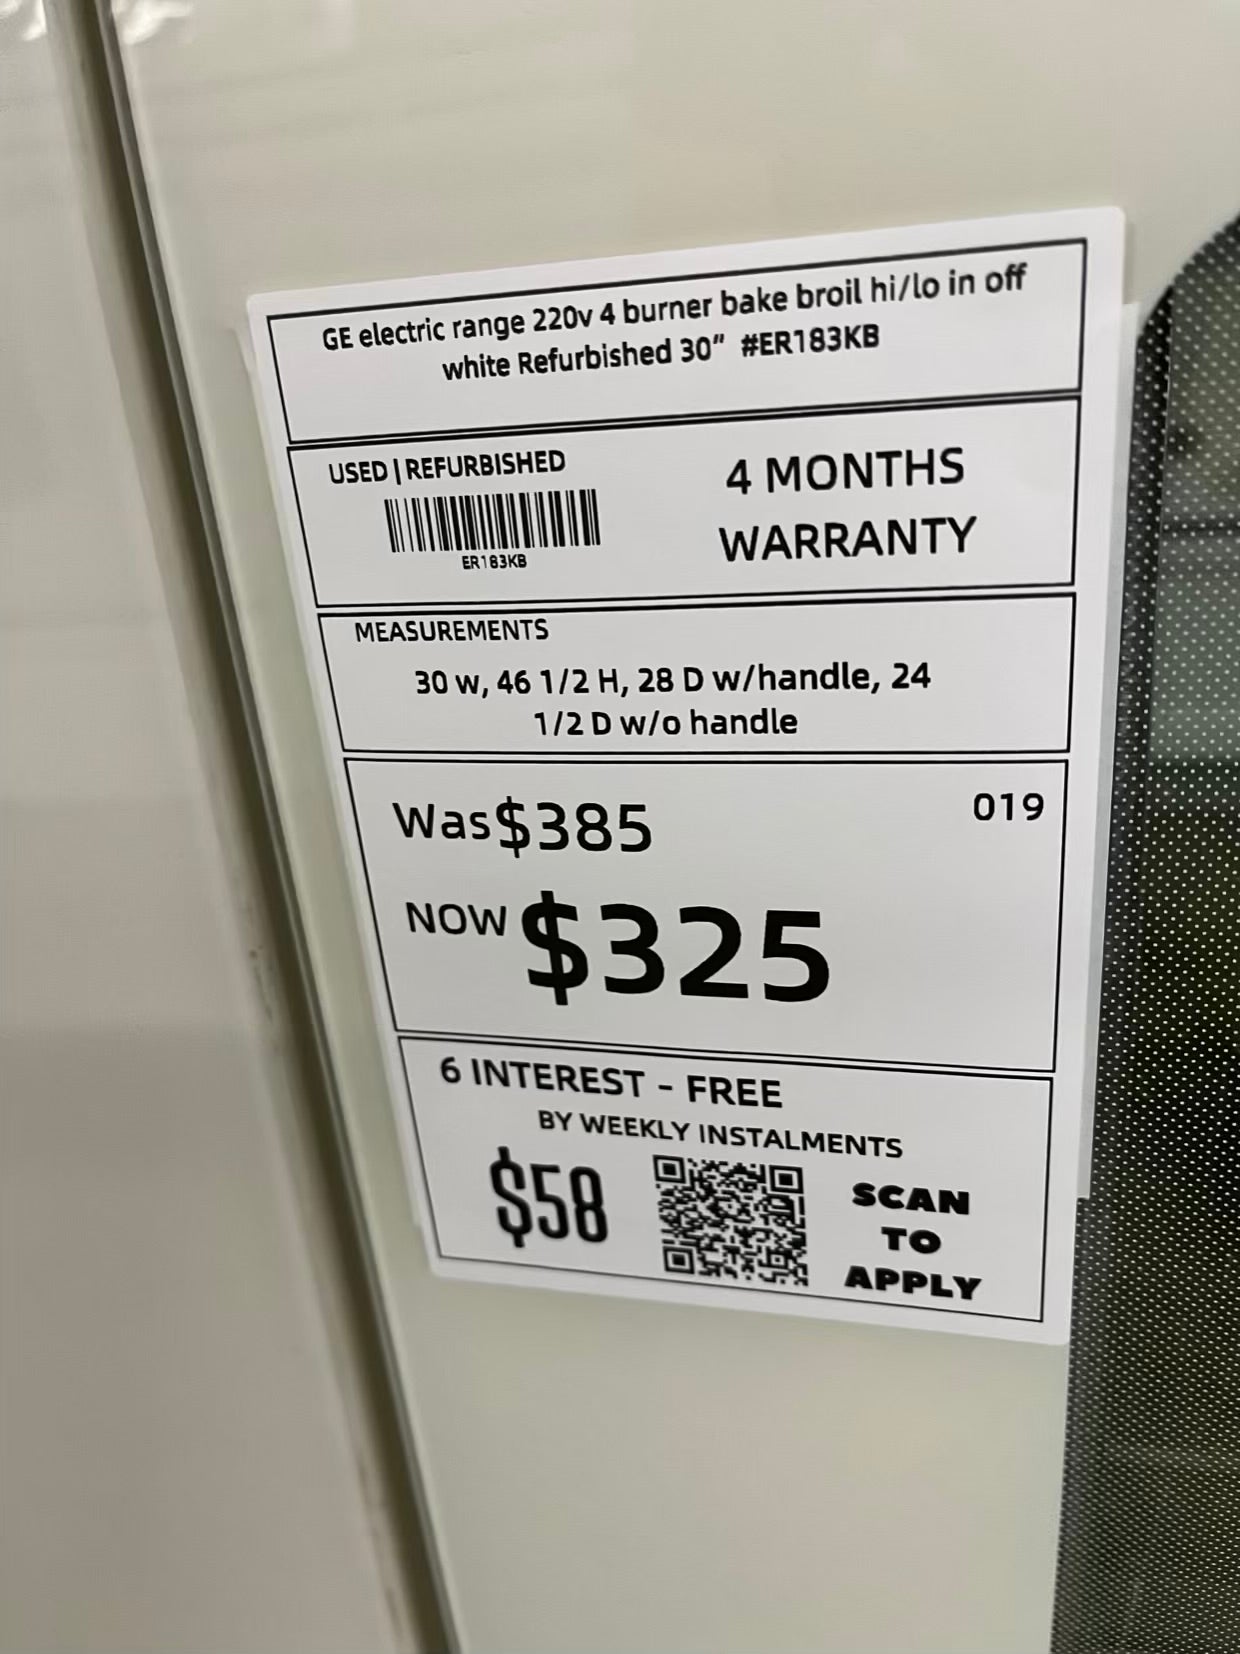 GE electric range 220v 4 burner bake broil hi/lo in off
white Refurbished 30” #ER183KB
USED | REFURBISHED
ER183KB
4 MONTHS
WARRANTY
MEASUREMENTS
30 w, 46 1/2 H, 28 D w/handle, 24
1/2 D w/o handle
Was $385
019
NOW $325
6 INTEREST - FREE
BY WEEKLY INSTALMENTS
$58
SCAN
TO
APPLY